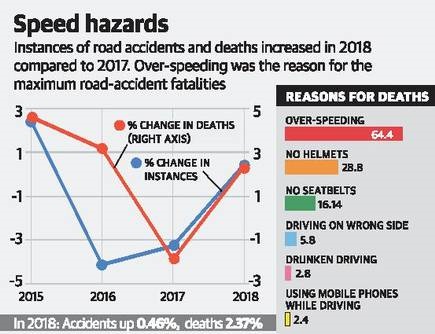 Speed hazards
Instances of road accidents and deaths increased in 2018
compared to 2017. Over-speeding was the reason for the
maximum road-accident fatalities
3
1
-1
-3
-5
% CHANGE IN DEATHS
(RIGHT AXIS)
% CHANGE IN
INSTANCES
5
3
1
-1
-3
2015 2016 2017 2018
In 2018: Accidents up 0.46%, deaths 2.37%
REASONS FOR DEATHS
OVER-SPEEDING
64.4
NO HELMETS
28.8
NO SEATBELTS
16.14
DRIVING ON WRONG SIDE
5.8
DRUNKEN DRIVING
2.8
USING MOBILE PHONES
WHILE DRIVING
2.4